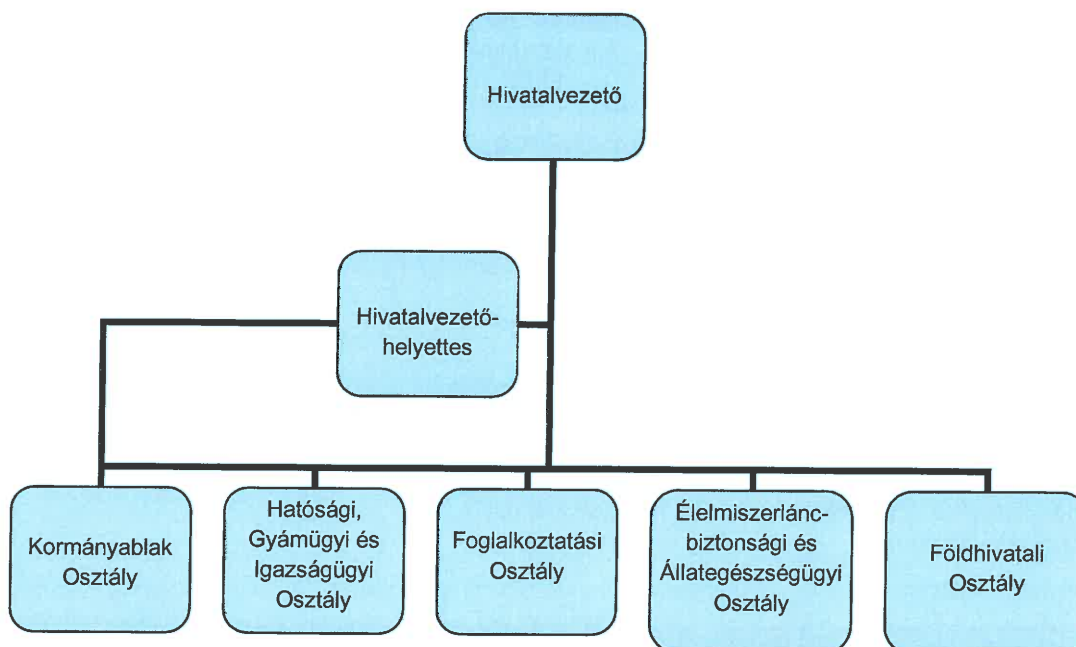 Hivatalvezető
Hivatalvezető-
helyettes
Kormányablak
Osztály
Hatósági,
Gyámügyi és
Igazságügyi
Osztály
Foglalkoztatási
Osztály
Élelmiszerlánc-
biztonsági és
Állategészségügyi
Osztály
Földhivatali
Osztály